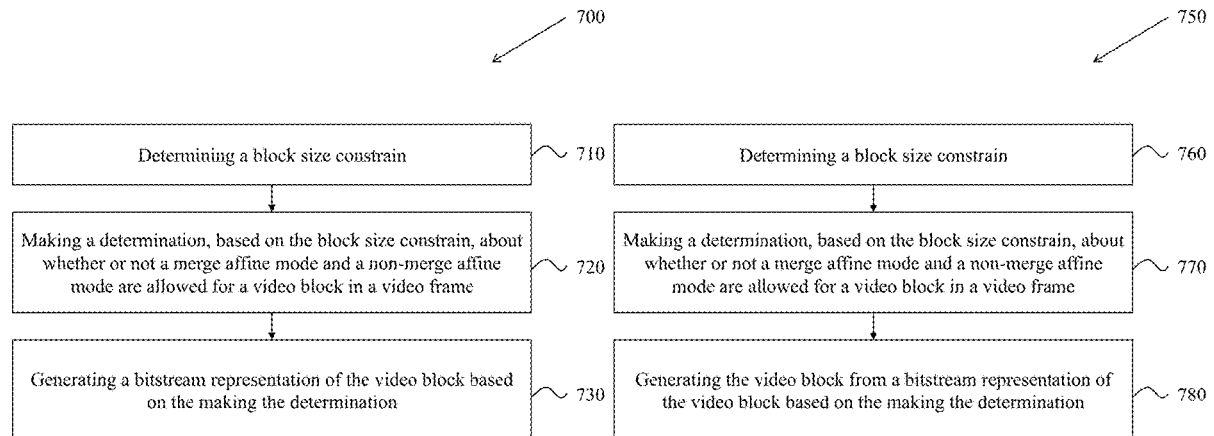 700
Determining a block size constrain
710
Making a determination, based on the block size constrain, about
whether or not a merge affine mode and a non-merge affine
mode are allowed for a video block in a video frame
720
Generating a bitstream representation of the video block based
on the making the determination
730
750
Determining a block size constrain
760
Making a determination, based on the block size constrain, about
whether or not a merge affine mode and a non-merge affine
mode are allowed for a video block in a video frame
770
Generating the video block from a bitstream representation of
the video block based on the making the determination
780